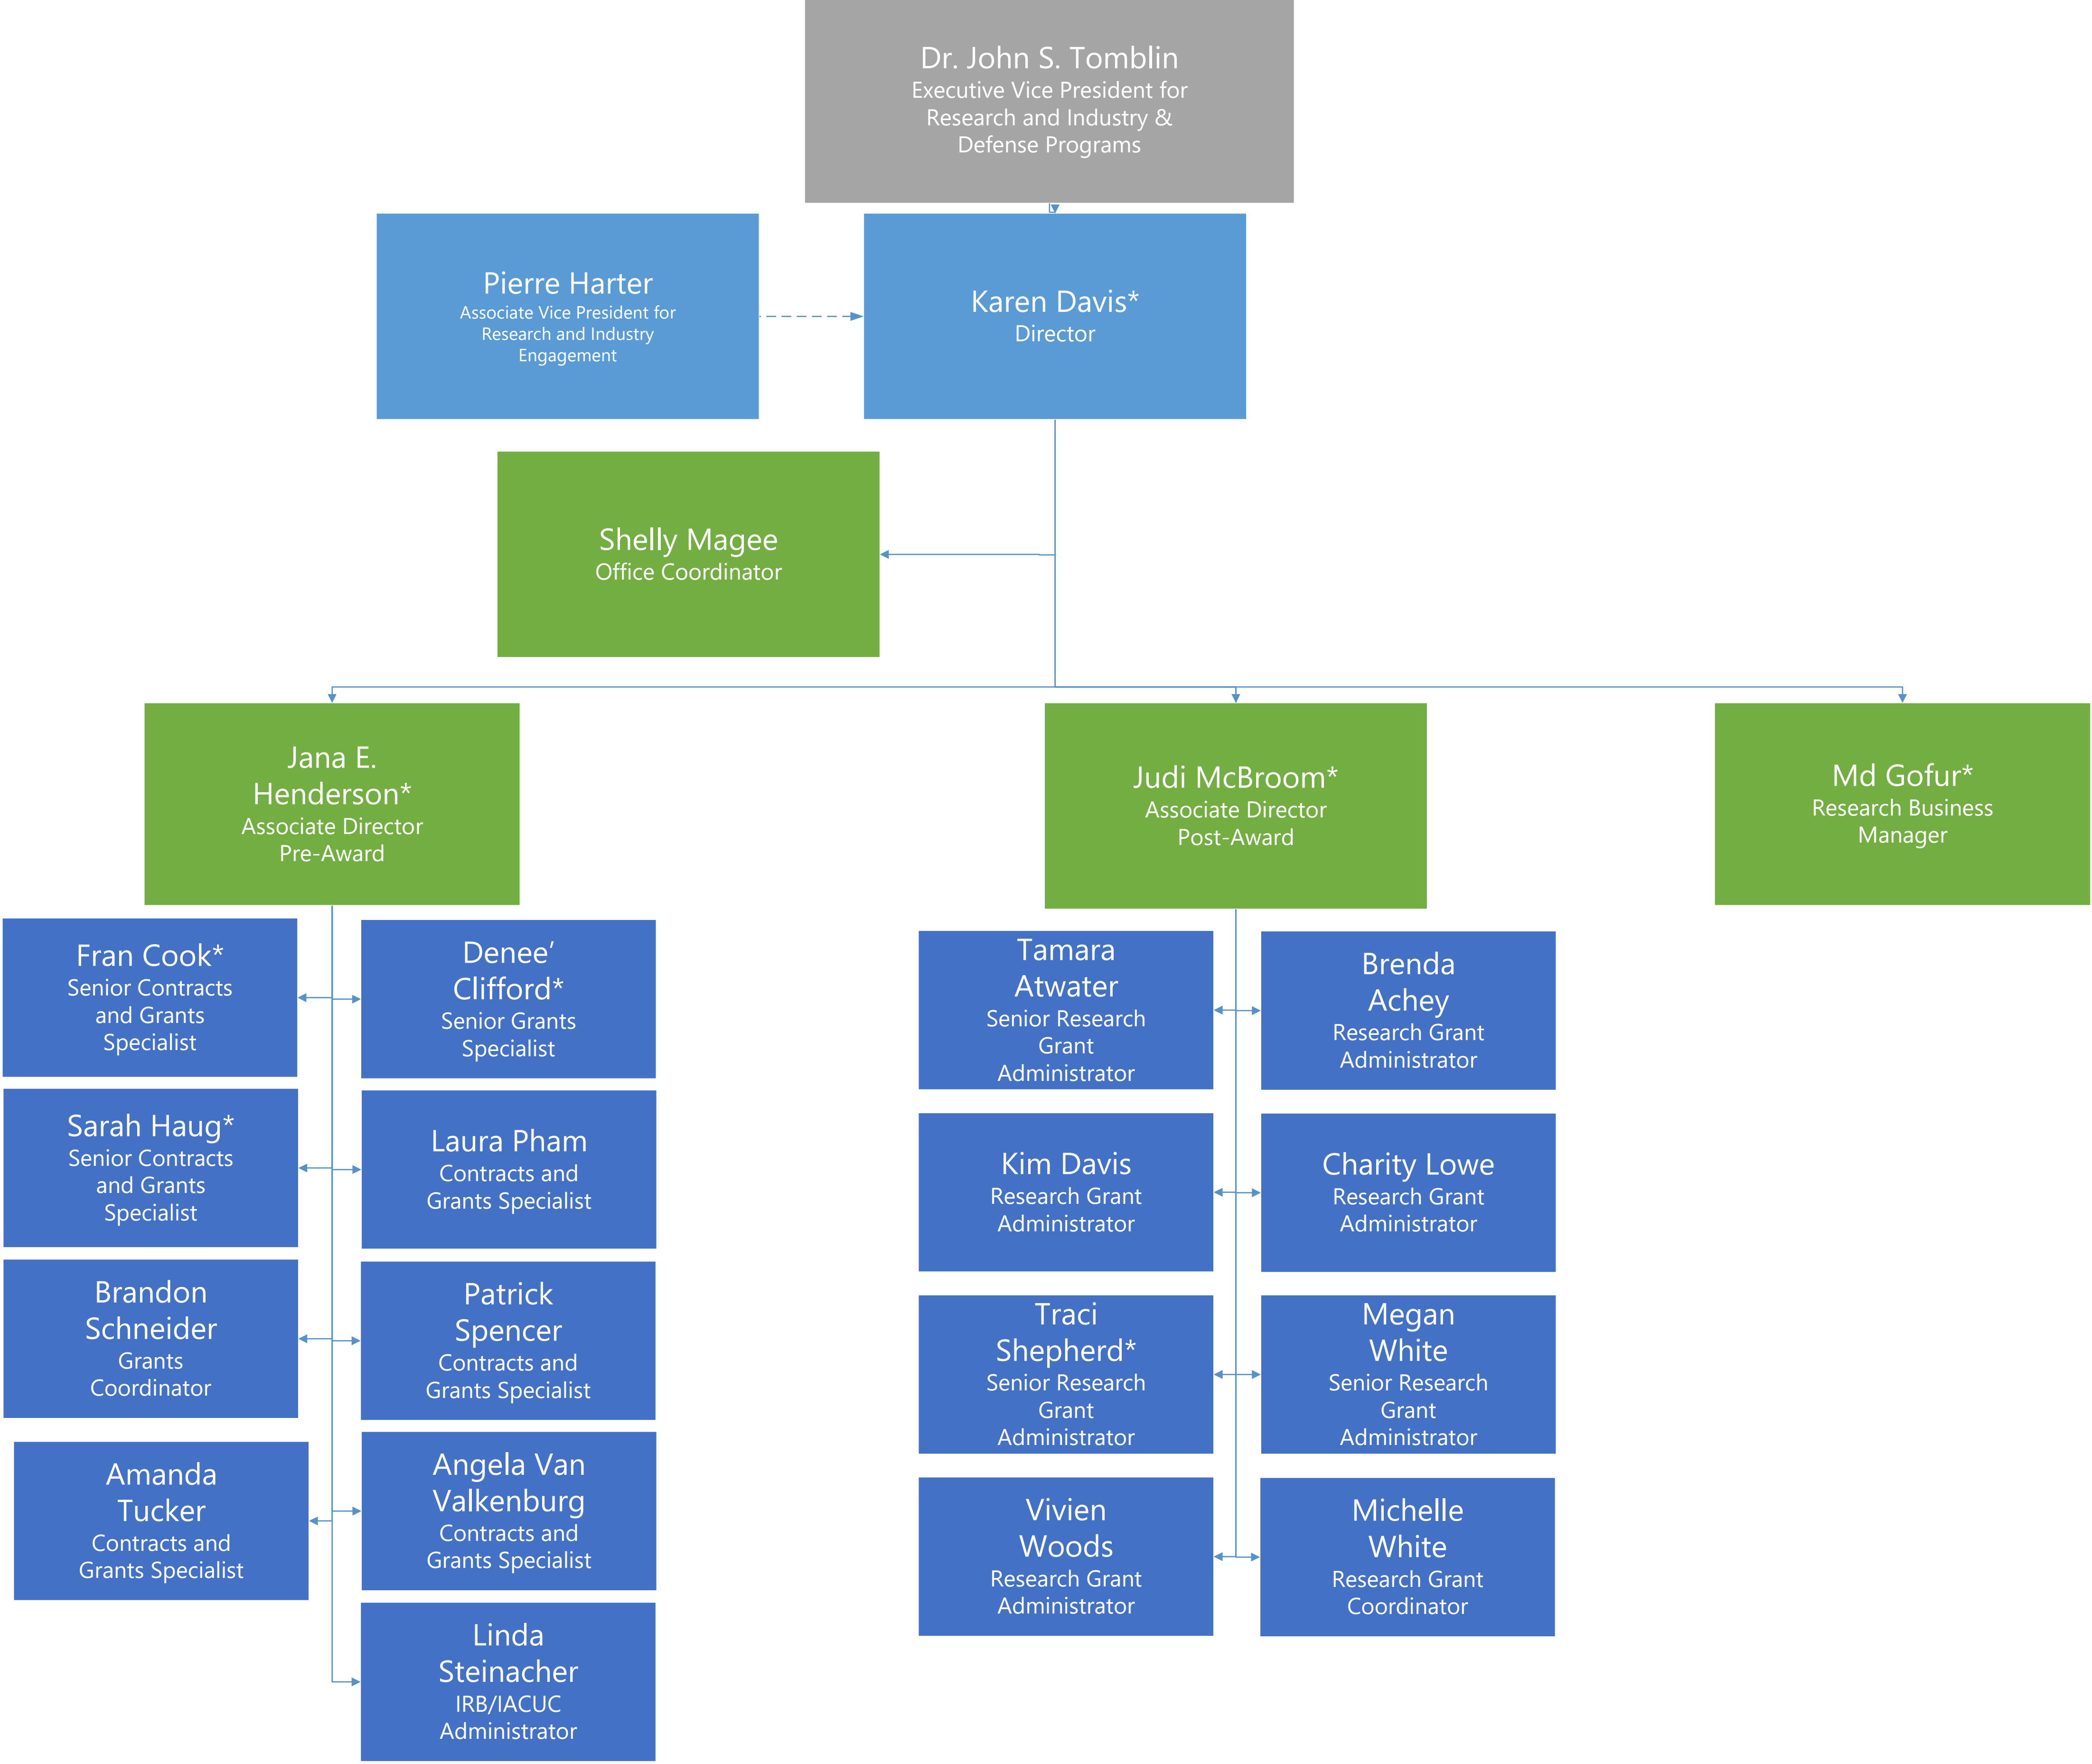 Dr. John S. Tomblin
Executive Vice President for
Research and Industry &
Defense Programs
Pierre Harter
Associate Vice President for
Research and Industry
Engagement
Karen Davis*
Director
Shelly Magee
Office Coordinator
Jana E.
Henderson*
Associate Director
Pre-Award
Judi McBroom*
Associate Director
Post-Award
Md Gofur*
Research Business
Manager
Fran Cook*
Senior Contracts
and Grants
Specialist
Denee’
Clifford*
Senior Grants
Specialist
Tamara
Atwater
Senior Research
Grant
Administrator
Brenda
Achey
Research Grant
Administrator
Sarah Haug*
Senior Contracts
and Grants
Specialist
Laura Pham
Contracts and
Grants Specialist
Kim Davis
Research Grant
Administrator
Charity Lowe
Research Grant
Administrator
Brandon
Schneider
Grants
Coordinator
Patrick
Spencer
Contracts and
Grants Specialist
Traci
Shepherd*
Senior Research
Grant
Administrator
Megan
White
Senior Research
Grant
Administrator
Amanda
Tucker
Contracts and
Grants Specialist
Angela Van
Valkenburg
Contracts and
Grants Specialist
Vivien
Woods
Research Grant
Administrator
Michelle
White
Research Grant
Coordinator
Linda
Steinacher
IRB/IACUC
Administrator